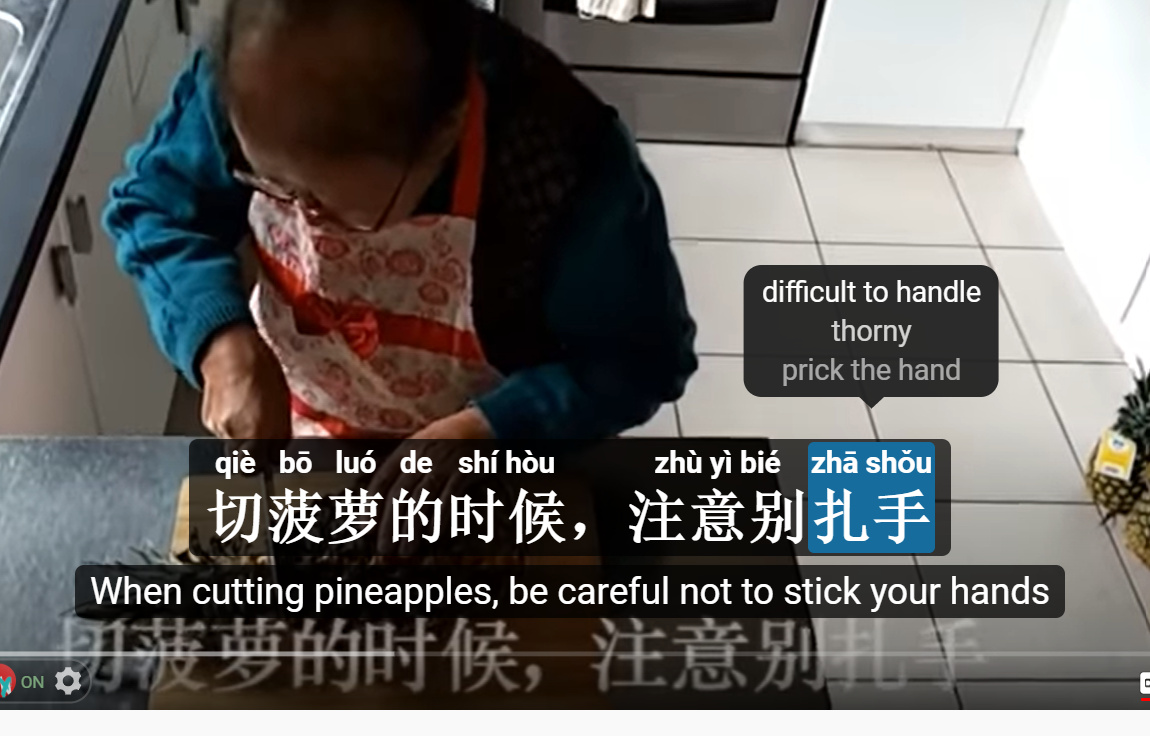 difficult to handle
thorny
prick the hand
qiè bō luó de shí hòu zhù yì bié zhā shǒu
切菠萝的时候，注意别扎手
When cutting pineapples, be careful not to stick your hands
切菠萝的时候，注意别扎手
ON